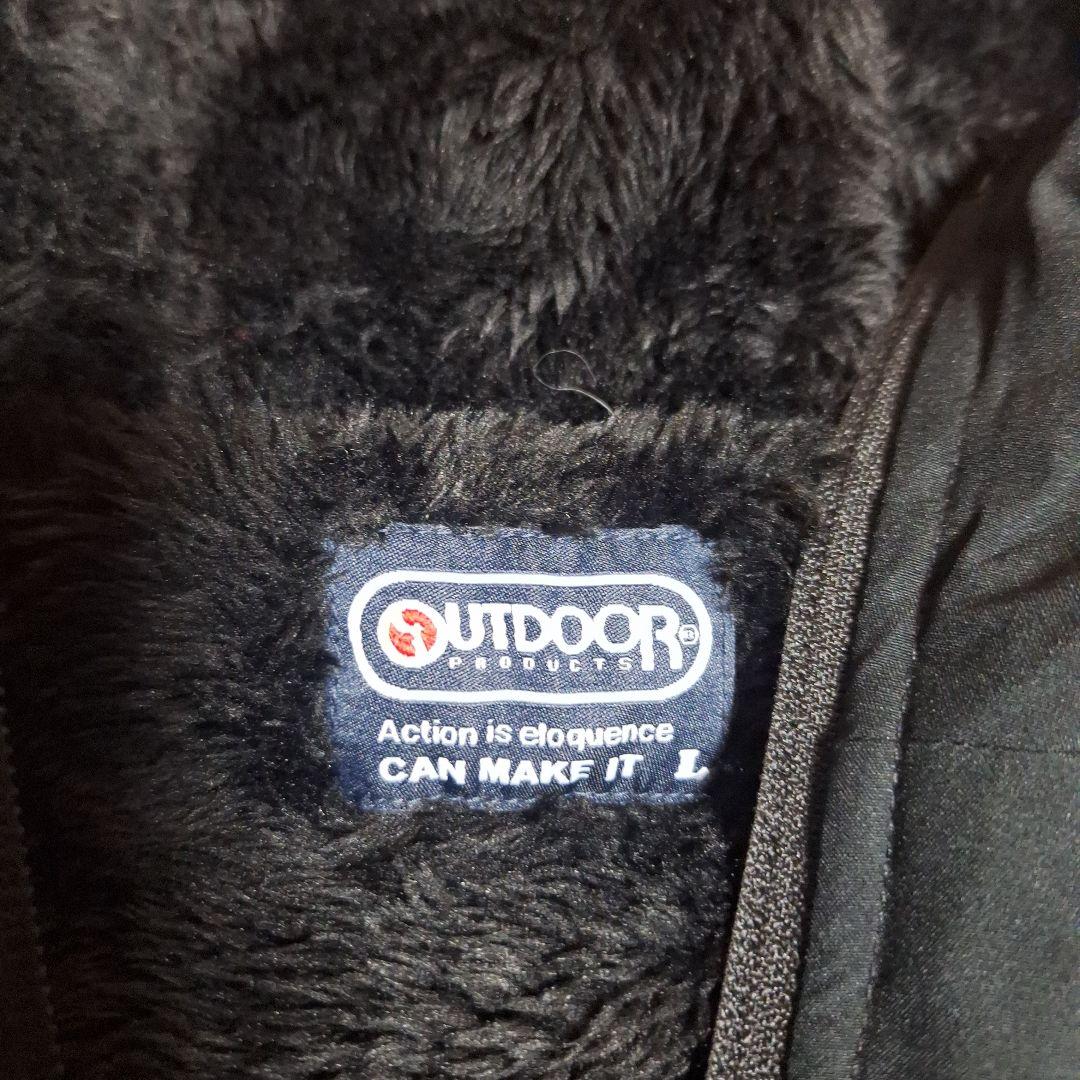 OUTDOOR
PRODUCTS
Action is eloquence
CAN MAKE IT L